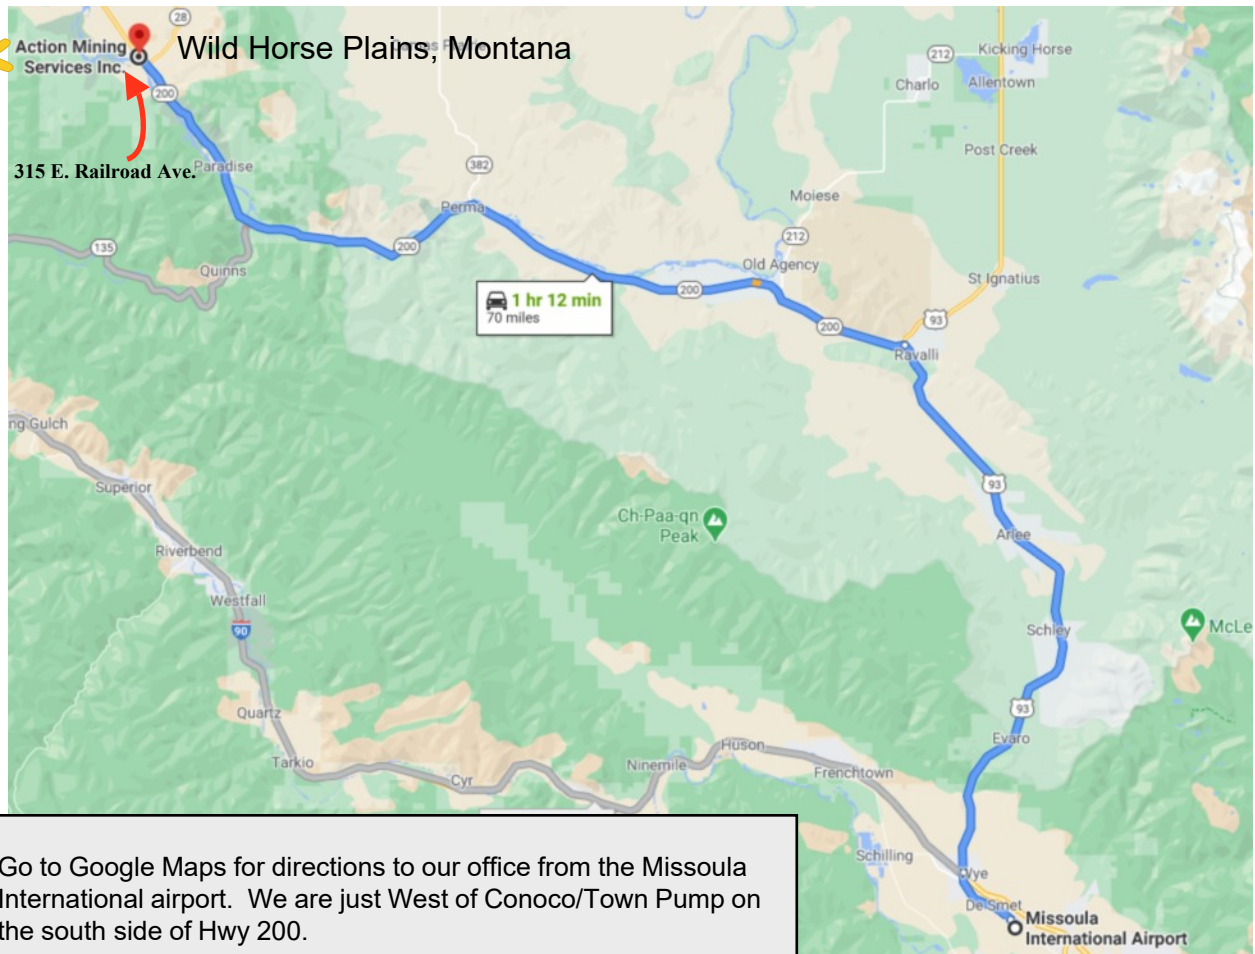 28
Action Mining
Services Inc.
Wild Horse Plains, Montana
200
315 E. Railroad Ave.
Paradise
382
212
Kicking Horse
Charlo
Allentown
Post Creek
Moiese
Perma
135
Quinns
200
212
Old Agency
St Ignatius
1 hr 12 min
70 miles
200
200
93
Ravalli
ng Gulch
Superior
93
Ch-Paa-qn
Peak
Arlee
Riverbend
Westfall
90
Schley
McLe
93
Quartz
Evaro
Tarkio
Cyr
Ninemile
Huson
Frenchtown
Schilling
Wye
De Smet
Missoula
International Airport
Go to Google Maps for directions to our office from the Missoula
International airport. We are just West of Conoco/Town Pump on
the south side of Hwy 200.